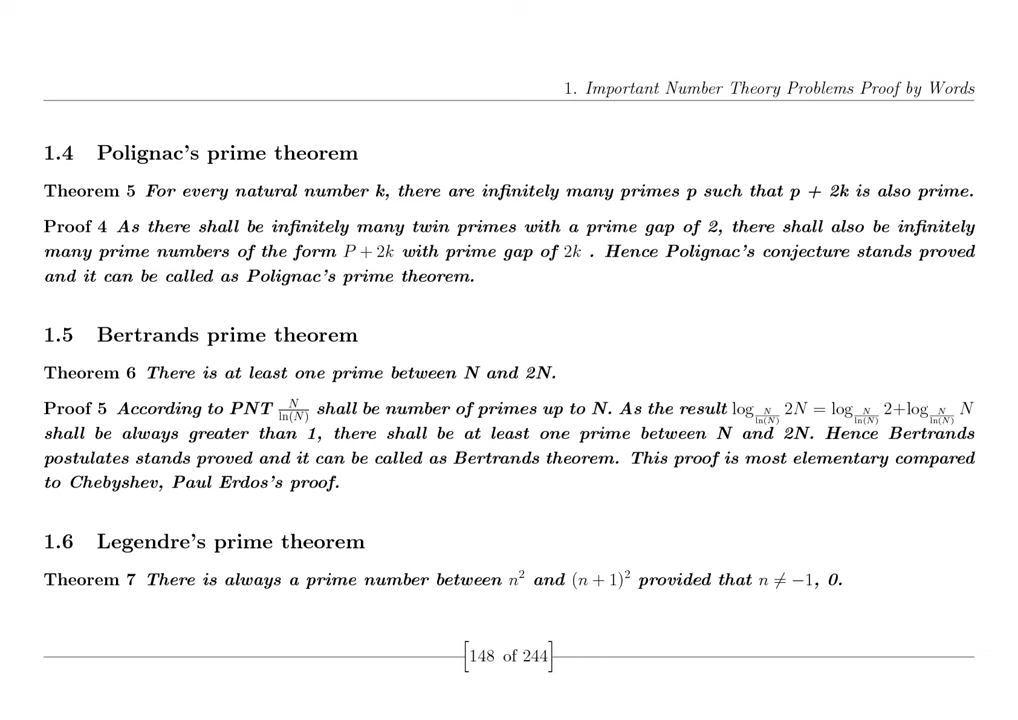 1. Important Number Theory Problems Proof by Words
1.4 Polignac's prime theorem
Theorem 5 For every natural number k, there are infinitely many primes p such that p + 2k is also prime.
Proof 4 As there shall be infinitely many twin primes with a prime gap of 2, there shall also be infinitely
many prime numbers of the form P + 2k with prime gap of 2k . Hence Polignac's conjecture stands proved
and it can be called as Polignac's prime theorem.
1.5 Bertrands prime theorem
Theorem 6 There is at least one prime between N and 2N.
Proof 5 According to PNT \frac{N}{\ln(N)} shall be number of primes up to N. As the result \log_{\frac{N}{\ln(N)}} 2N = \log_{\frac{N}{\ln(N)}} 2+\log_{\frac{N}{\ln(N)}} N
shall be always greater than 1, there shall be at least one prime between N and 2N. Hence Bertrands
postulates stands proved and it can be called as Bertrands theorem. This proof is most elementary compared
to Chebyshev, Paul Erdos's proof.
1.6 Legendre's prime theorem
Theorem 7 There is always a prime number between n² and (n + 1)² provided that n ≠ −1, 0.
[148 of 244]